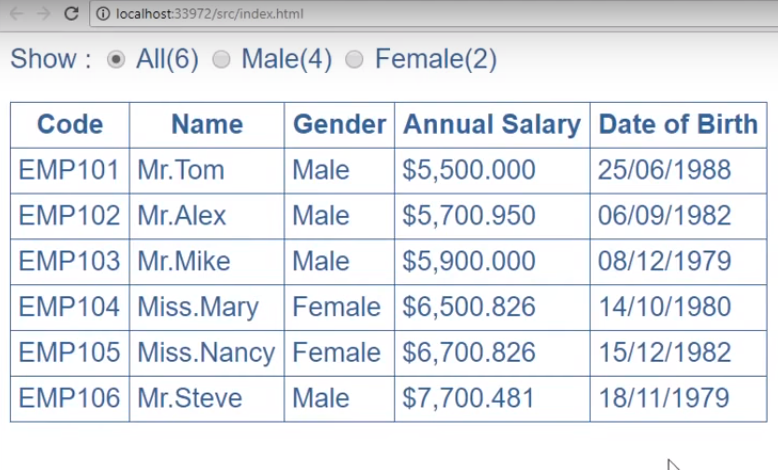 localhost:33972/src/index.html
Show : All(6) Male(4) Female(2)
Code Name Gender Annual Salary Date of Birth
EMP101 Mr.Tom Male $5,500.000 25/06/1988
EMP102 Mr.Alex Male $5,700.950 06/09/1982
EMP103 Mr.Mike Male $5,900.000 08/12/1979
EMP104 Miss.Mary Female $6,500.826 14/10/1980
EMP105 Miss.Nancy Female $6,700.826 15/12/1982
EMP106 Mr.Steve Male $7,700.481 18/11/1979